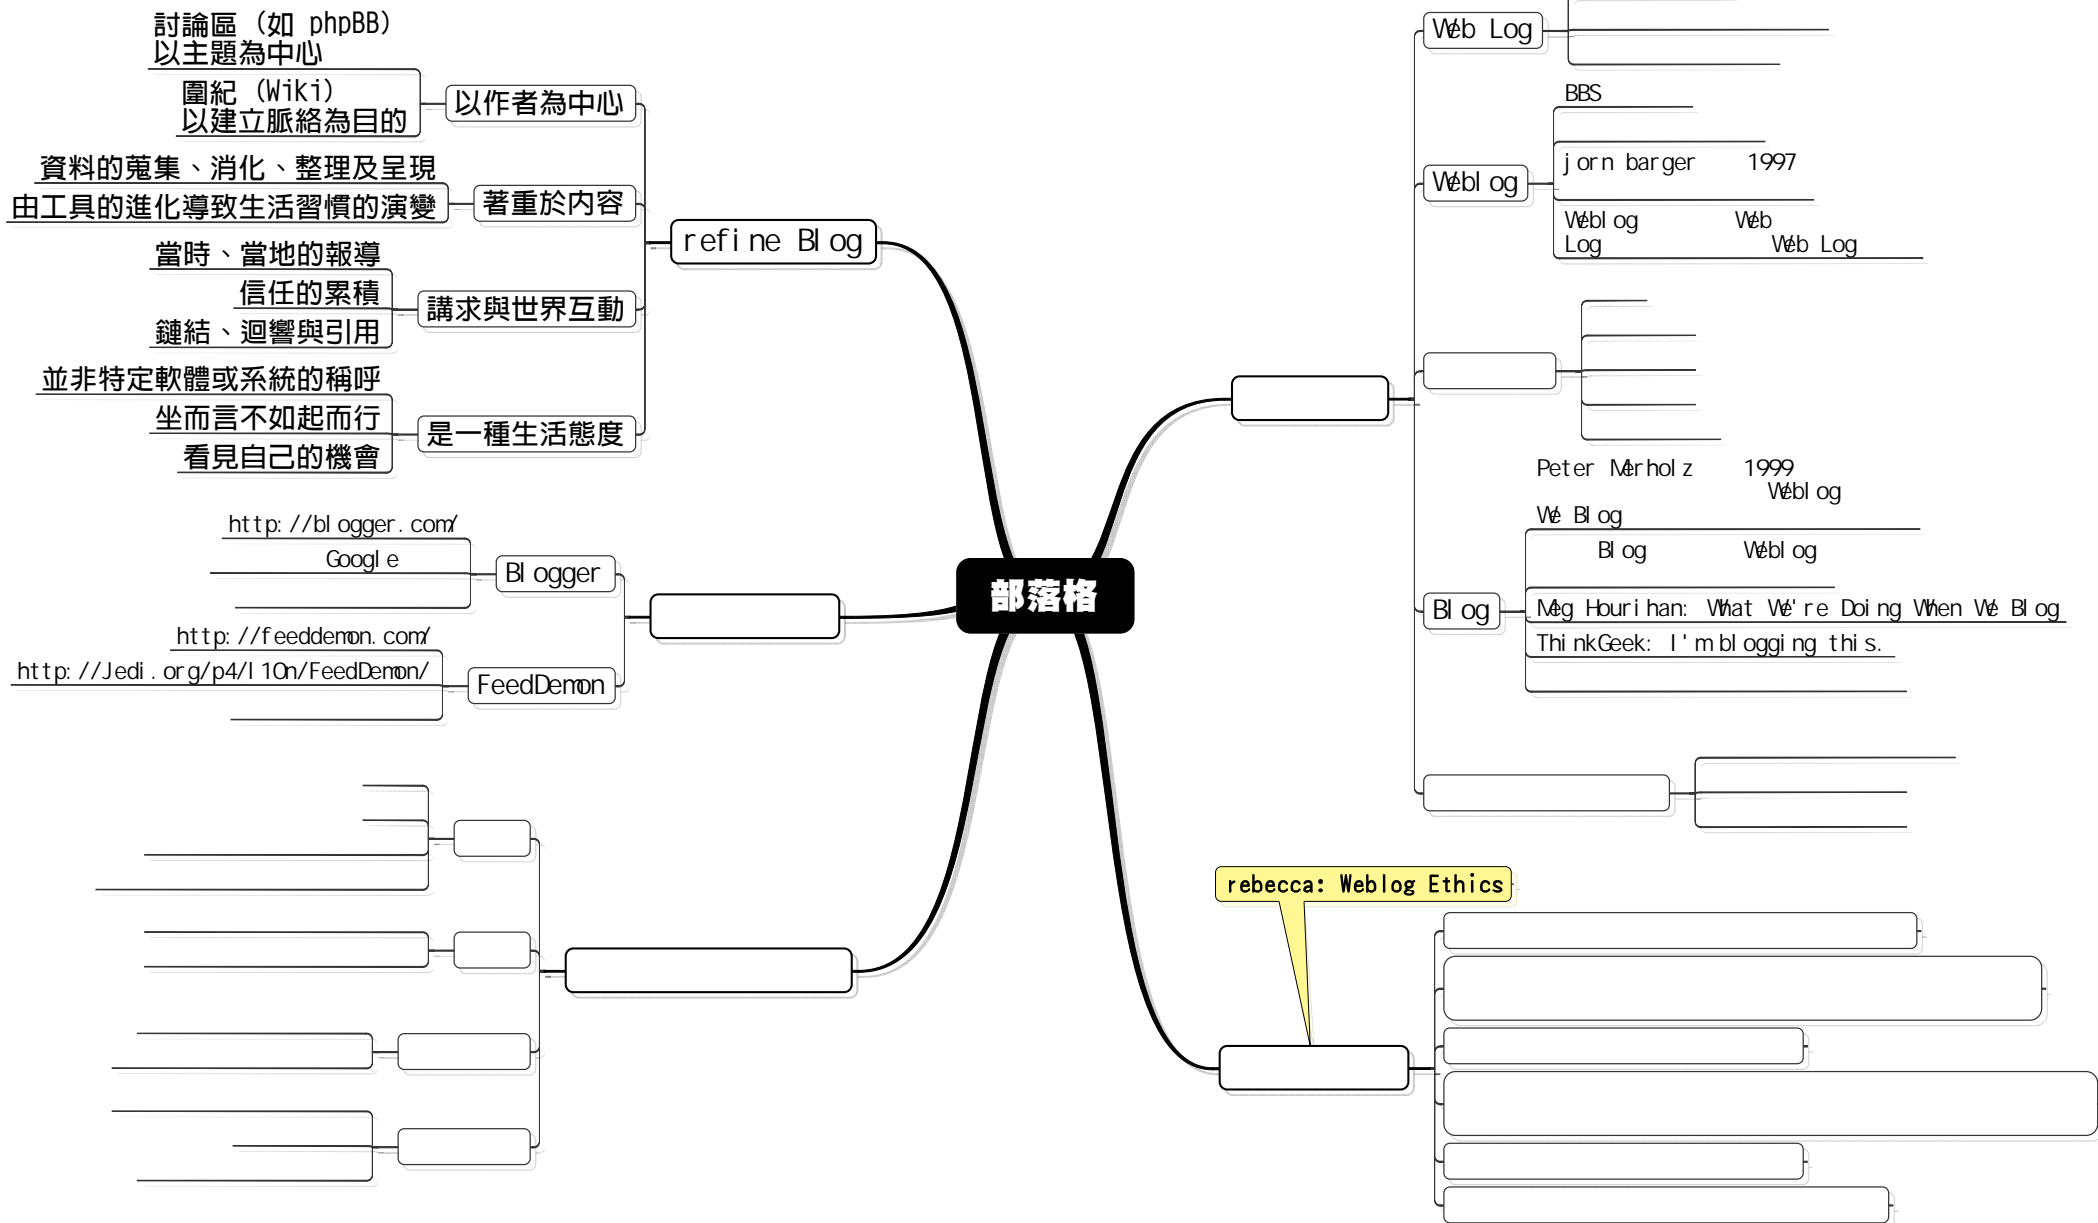 討論區 (如 phpBB)
以主題為中心
圍紀 (Wiki)
以建立脈絡為目的
以作者為中心
資料的蒐集、消化、整理及呈現
由工具的進化導致生活習慣的演變
著重於內容
當時、當地的報導
信任的累積
鏈結、迴響與引用
講求與世界互動
並非特定軟體或系統的稱呼
坐而言不如起而行
看見自己的機會
是一種生活態度
refine Blog
http://blogger.com/
Google
Blogger
http://feeddemon.com/
http://Jedi.org/p4/l10n/FeedDemon/
FeedDemon
部落格
Web Log
BBS
jorn barger 1997
Weblog Web
Log Web Log
Weblog
Peter Merholz 1999
Weblog
We Blog
Blog Weblog
Meg Hourihan: What We're Doing When We Blog
ThinkGeek: I'm blogging this.
Blog
rebecca: Weblog Ethics